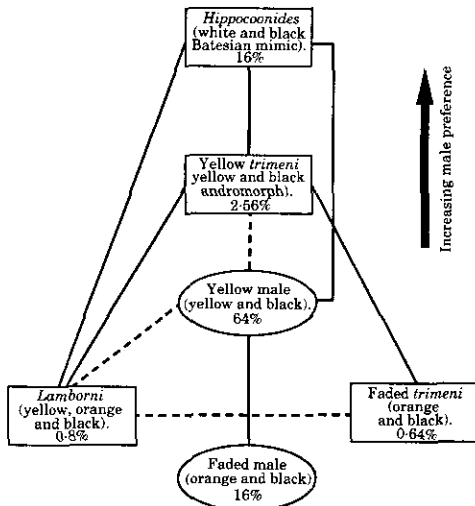 Hippocoonides
(white and black
Batesian mimic).
16%
Increasing male preference
Yellow trimeni
yellow and black
andromorph).
2·56%
Yellow male
(yellow and black).
64%
Lamborni
(yellow, orange
and black).
0·8%
Faded trimeni
(orange
and black).
0·64%
Faded male
(orange and black)
16%